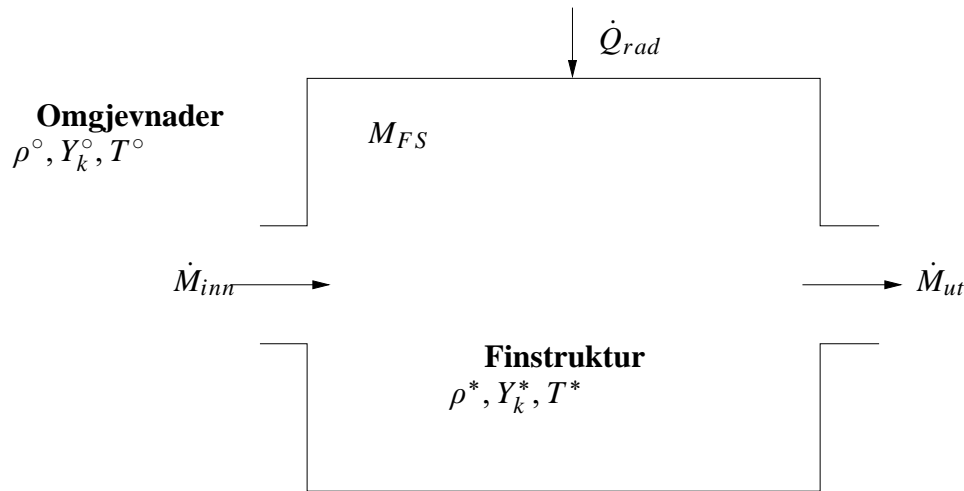 Q̇_rad
Omgjevnader
ρ°, Y_k°, T°
M_FS
Ṁ_inn
Ṁ_ut
Finstruktur
ρ*, Y_k*, T*